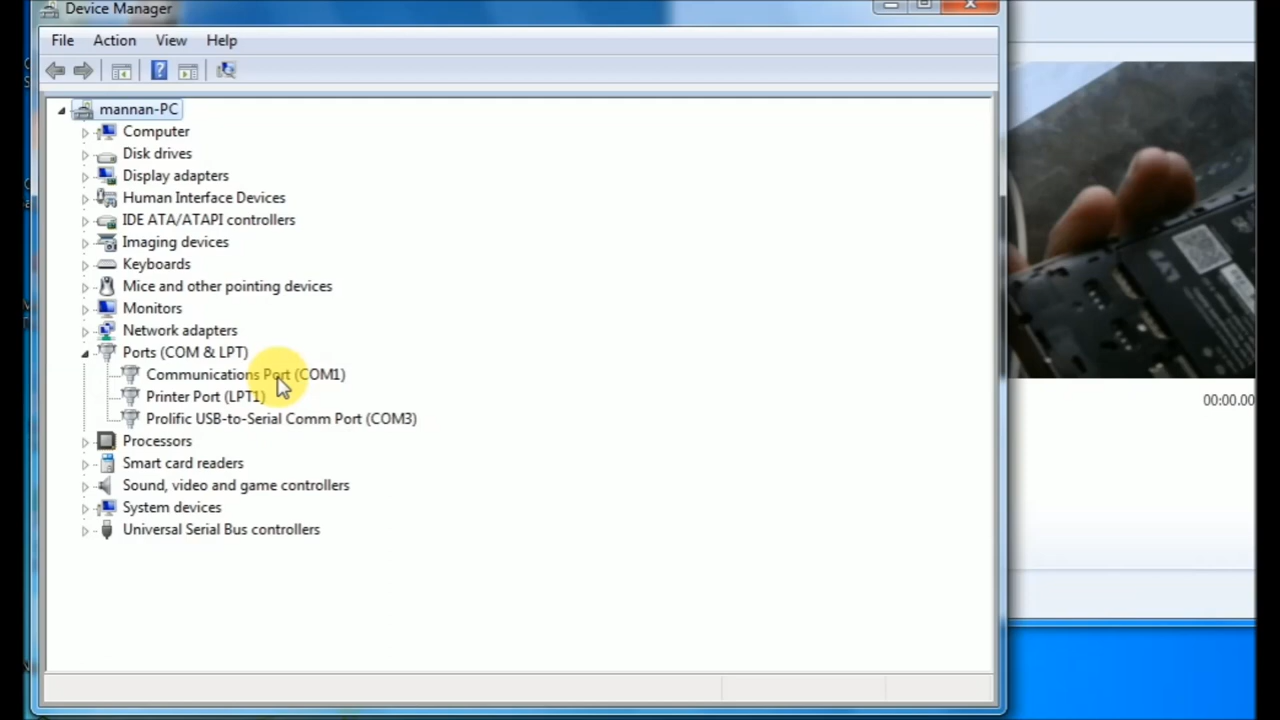 Device Manager
File Action View Help
mannan-PC
Computer
Disk drives
Display adapters
Human Interface Devices
IDE ATA/ATAPI controllers
Imaging devices
Keyboards
Mice and other pointing devices
Monitors
Network adapters
Ports (COM & LPT)
Communications Port (COM1)
Printer Port (LPT1)
Prolific USB-to-Serial Comm Port (COM3)
Processors
Smart card readers
Sound, video and game controllers
System devices
Universal Serial Bus controllers
00:00.00